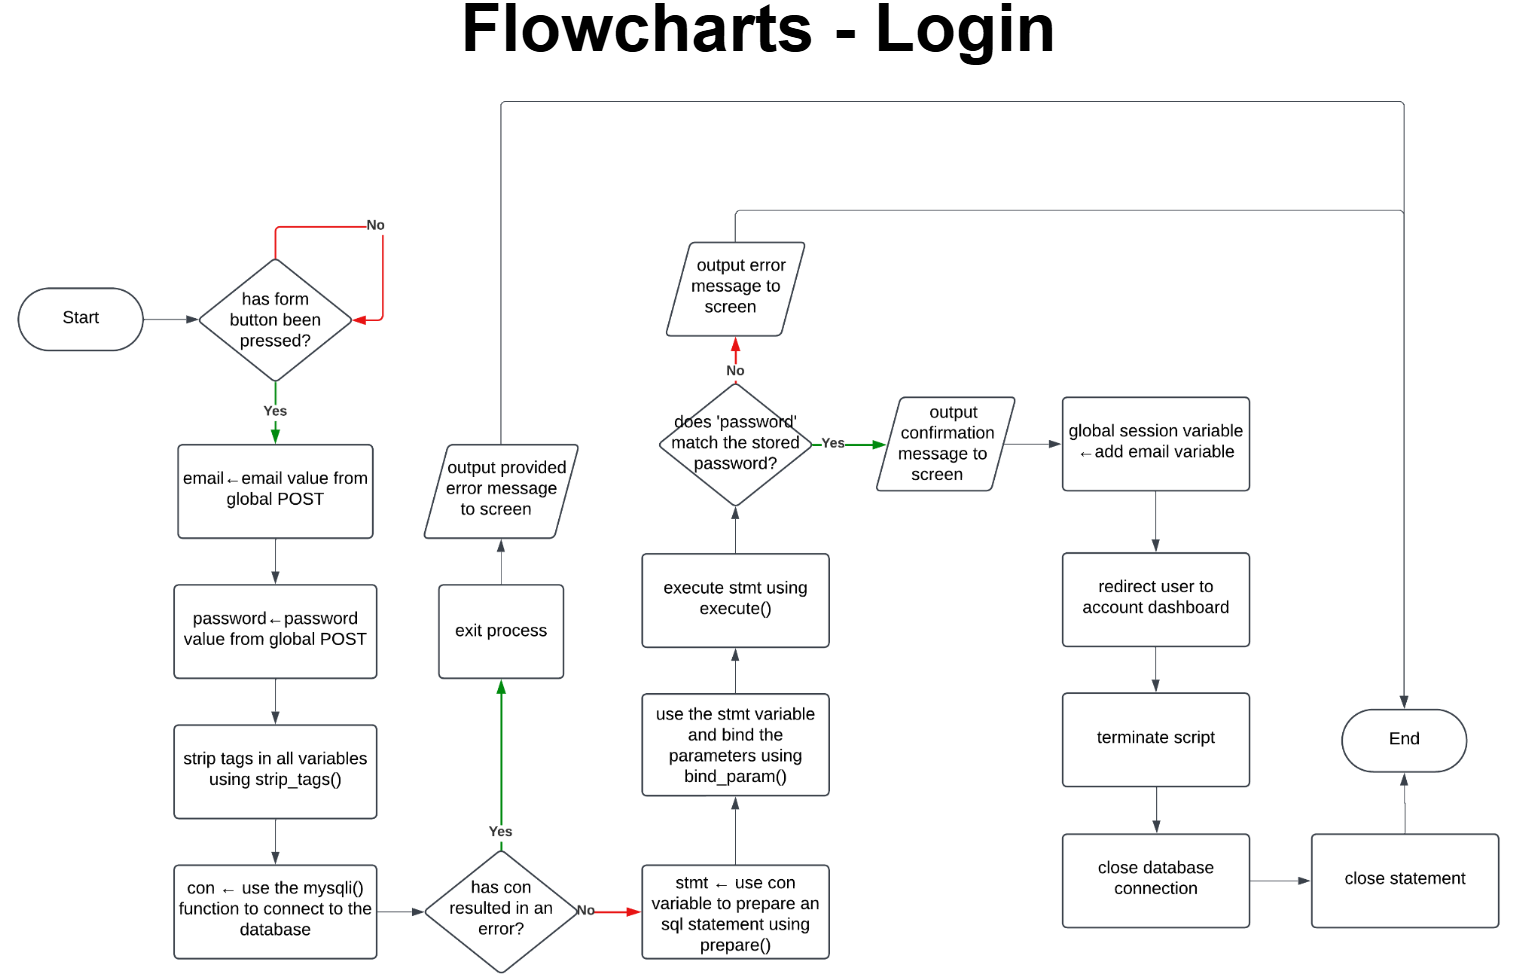 Flowcharts - Login
Start
has form
button been
pressed?
No
Yes
email←email value from
global POST
password←password
value from global POST
strip tags in all variables
using strip_tags()
con ← use the mysqli()
function to connect to the
database
has con
resulted in an
error?
Yes
exit process
output provided
error message
to screen
No
stmt ← use con
variable to prepare an
sql statement using
prepare()
use the stmt variable
and bind the
parameters using
bind_param()
execute stmt using
execute()
does 'password'
match the stored
password?
No
output error
message to
screen
Yes
output
confirmation
message to
screen
global session variable
←add email variable
redirect user to
account dashboard
terminate script
close database
connection
close statement
End